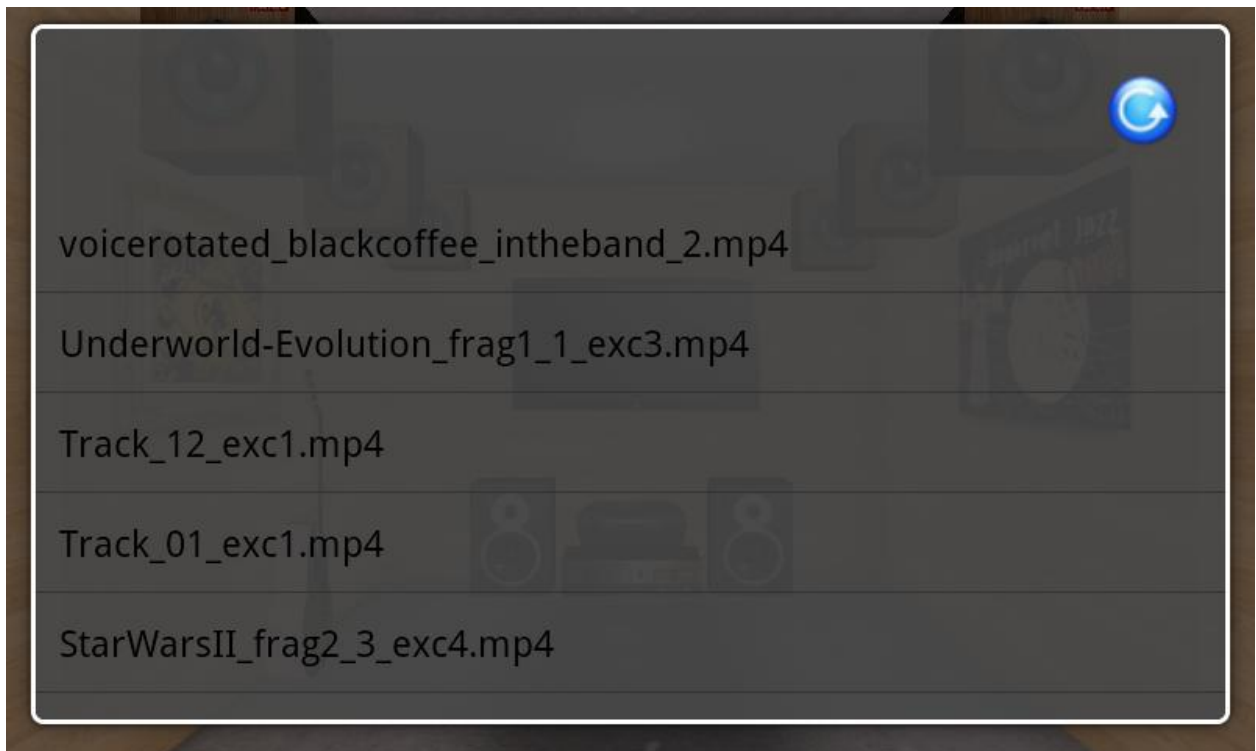 voicerotated_blackcoffee_intheband_2.mp4
Underworld-Evolution_frag1_1_exc3.mp4
Track_12_exc1.mp4
Track_01_exc1.mp4
StarWarsII_frag2_3_exc4.mp4